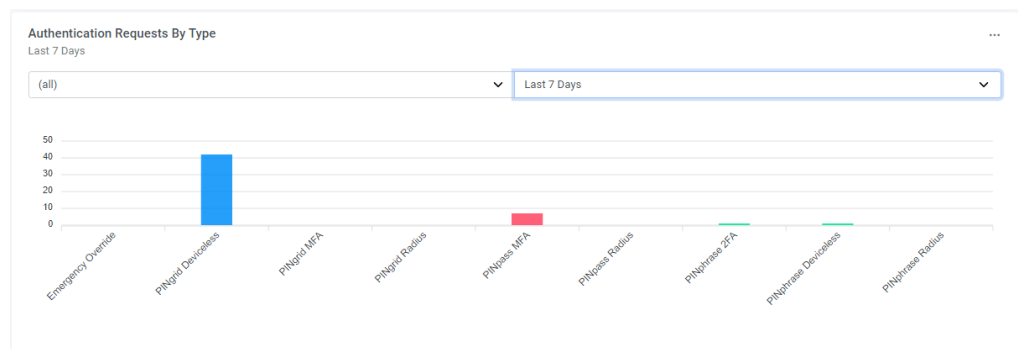 Authentication Requests By Type
...
Last 7 Days
(all)
Last 7 Days
50
40
30
20
10
0
Emergency Override
PINgrid Deviceless
PINgrid MFA
PINgrid Radius
PINpass MFA
PINpass Radius
PINphrase 2FA
PINphrase Deviceless
PINphrase Radius